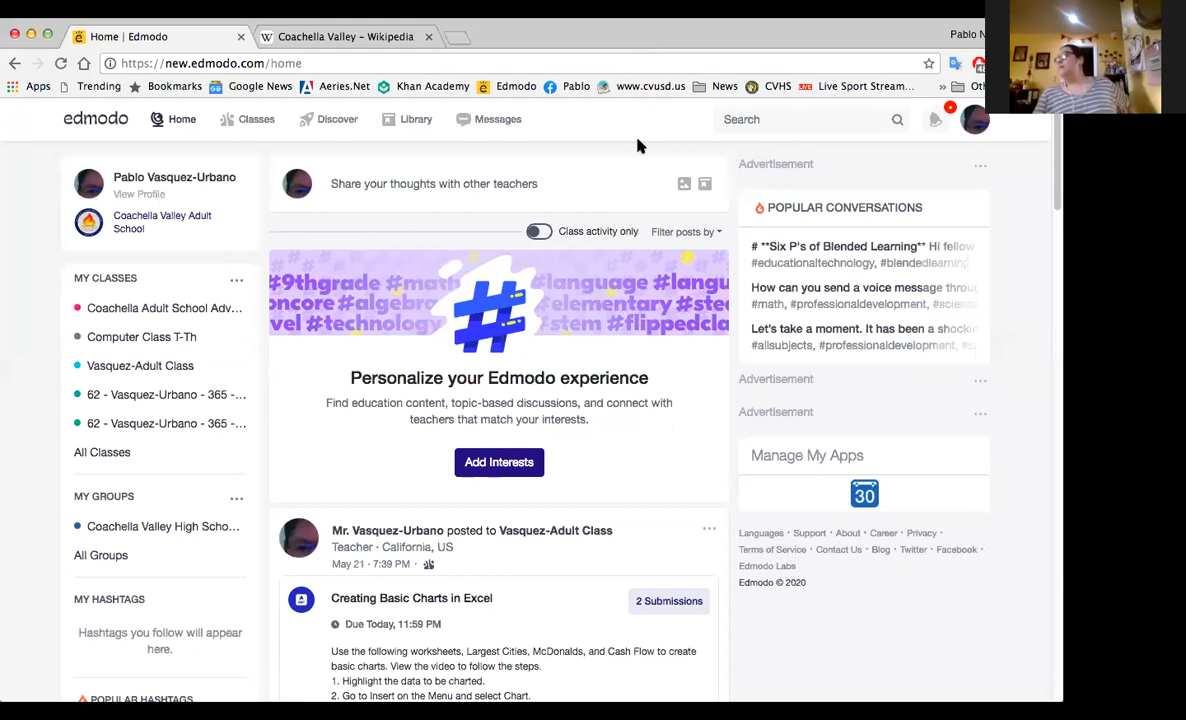 Home | Edmodo
Coachella Valley – Wikipedia
Pablo
https://new.edmodo.com/home
Apps
Trending
Bookmarks
Google News
Aeries.Net
Khan Academy
Edmodo
Pablo
www.cvusd.us
News
CVHS
LIVE
Live Sport Stream...
»
edmodo
Home
Classes
Discover
Library
Messages
Search
Pablo Vasquez-Urbano
View Profile
Coachella Valley Adult
School
MY CLASSES
Coachella Adult School Adv...
Computer Class T-Th
Vasquez-Adult Class
62 - Vasquez-Urbano - 365 -...
62 - Vasquez-Urbano - 365 -...
All Classes
MY GROUPS
Coachella Valley High Scho...
All Groups
MY HASHTAGS
Hashtags you follow will appear
here.
POPULAR HASHTAGS
Share your thoughts with other teachers
Class activity only
Filter posts by
#9thgrade #math #language #langu
oncore #algebra #elementary #ste
vel #technology #stem #flippedcla
#
Personalize your Edmodo experience
Find education content, topic-based discussions, and connect with
teachers that match your interests.
Add Interests
Mr. Vasquez-Urbano posted to Vasquez-Adult Class
Teacher · California, US
May 21 · 7:39 PM ·
Creating Basic Charts in Excel
2 Submissions
Due Today, 11:59 PM
Use the following worksheets, Largest Cities, McDonalds, and Cash Flow to create
basic charts. View the video to follow the steps.
1. Highlight the data to be charted.
2. Go to Insert on the Menu and select Chart.
Advertisement
POPULAR CONVERSATIONS
# **Six P's of Blended Learning** Hi fellow
#educationaltechnology, #blendedlearning
How can you send a voice message throug
#math, #professionaldevelopment, #scien
Let's take a moment. It has been a shocki
#allsubjects, #professionaldevelopment, #s
Advertisement
Advertisement
Manage My Apps
30
Languages · Support · About · Career · Privacy ·
Terms of Service · Contact Us · Blog · Twitter · Facebook ·
Edmodo Labs
Edmodo © 2020